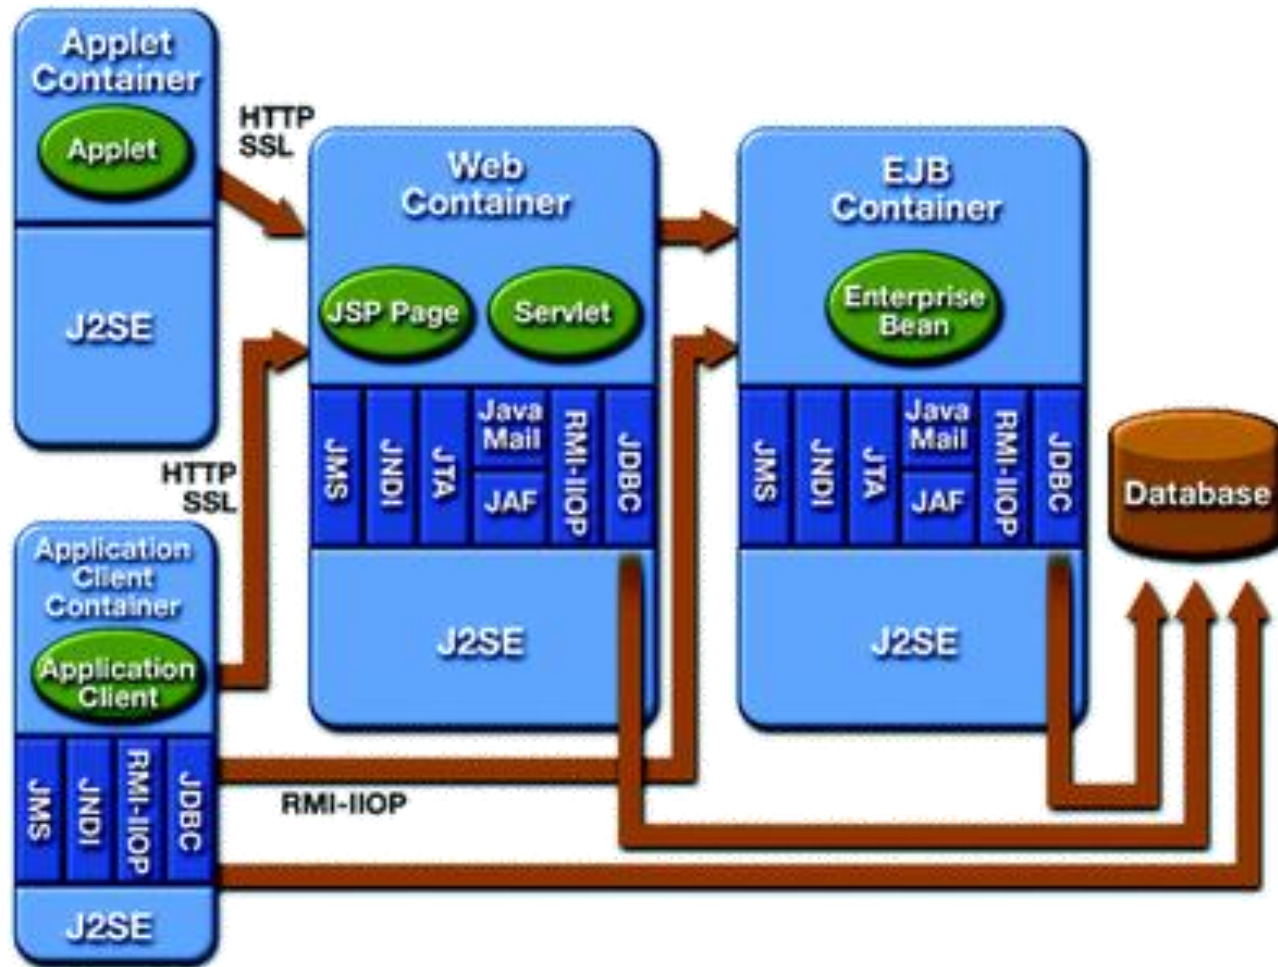 Applet
Container
Applet
J2SE
HTTP
SSL
Web
Container
JSP Page
Servlet
JMS
JNDI
JTA
Java
Mail
JAF
RMI-IIOP
JDBC
J2SE
EJB
Container
Enterprise
Bean
JMS
JNDI
JTA
Java
Mail
JAF
RMI-IIOP
JDBC
J2SE
Database
HTTP
SSL
Application
Client
Container
Application
Client
JMS
JNDI
RMI-IIOP
JDBC
J2SE
RMI-IIOP